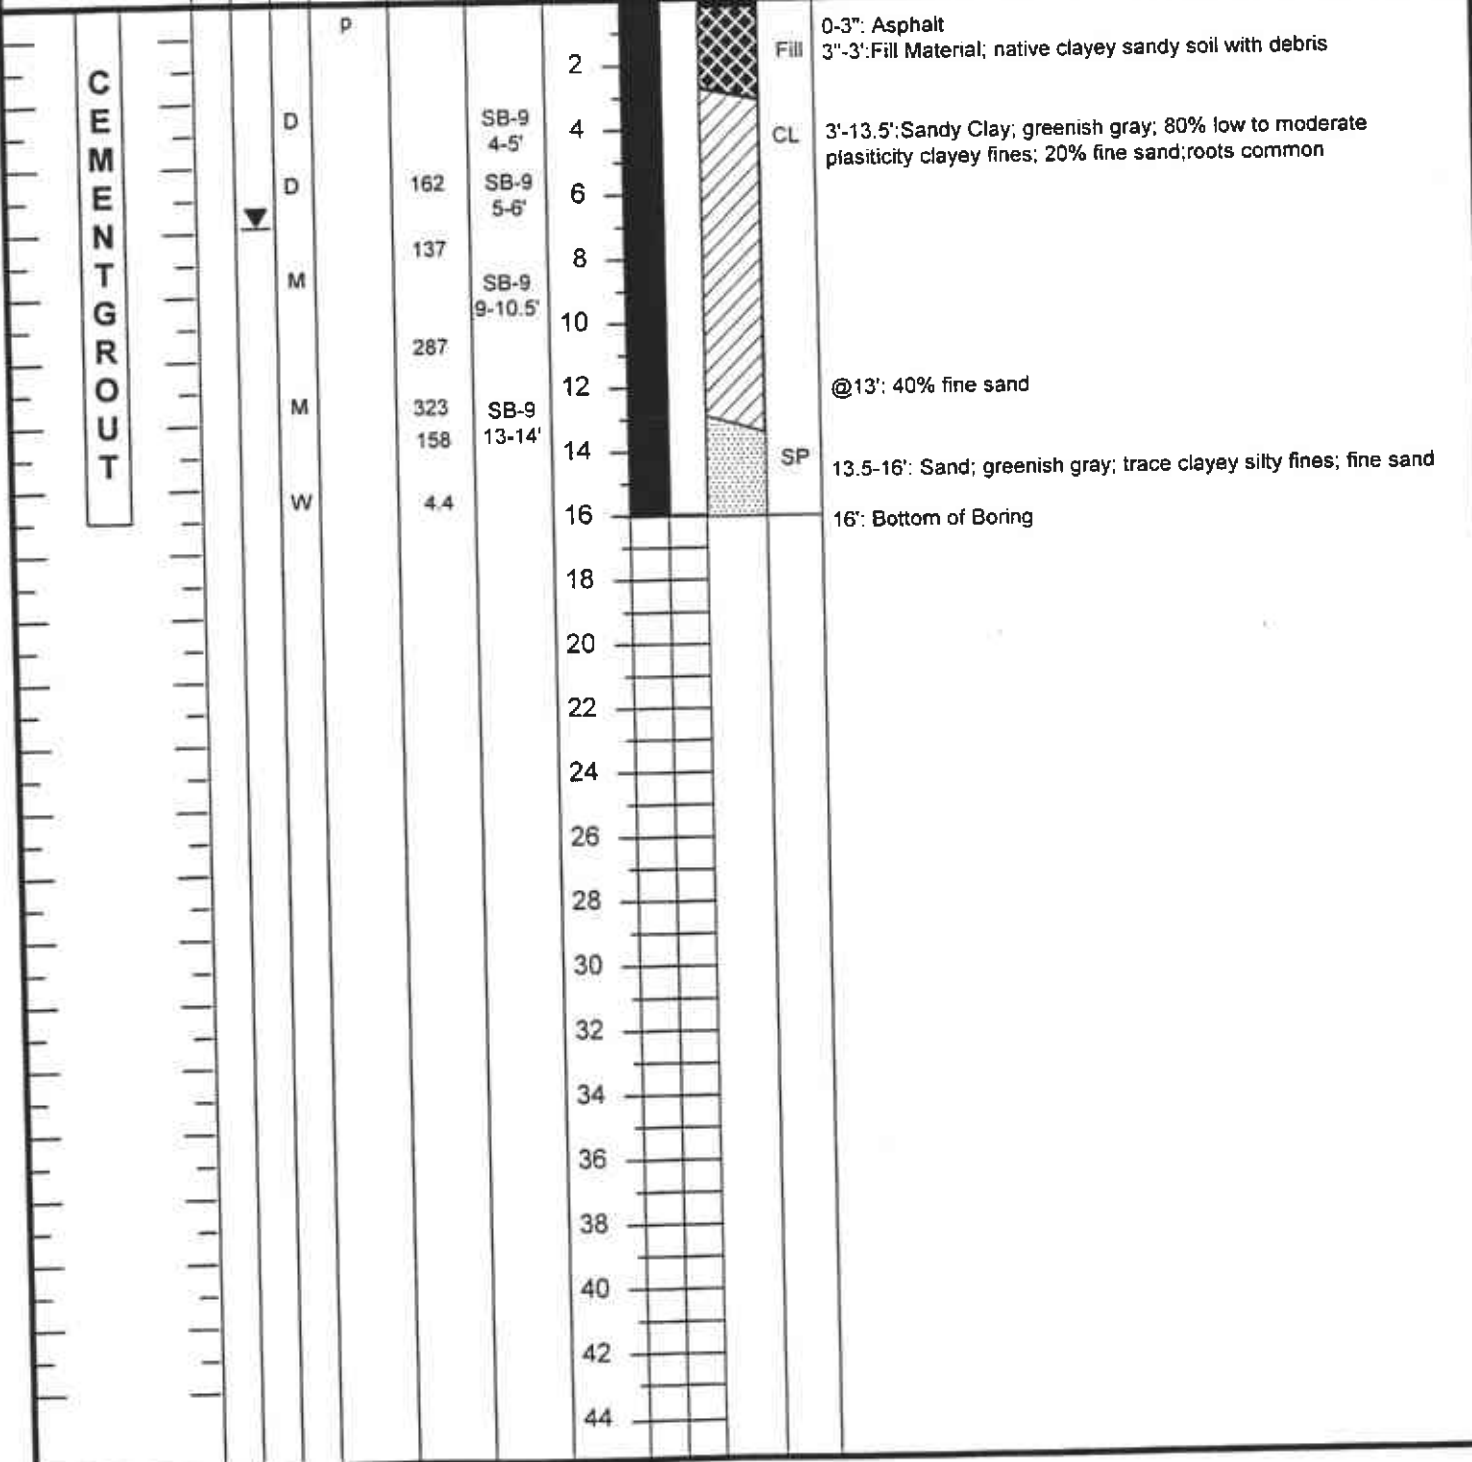 CEMENTGROUT
p
D
D
M
M
W
162
137
287
323
158
4.4
SB-9
4-5'
SB-9
5-6'
SB-9
9-10.5'
SB-9
13-14'
2
4
6
8
10
12
14
16
18
20
22
24
26
28
30
32
34
36
38
40
42
44
Fill
CL
SP
0-3": Asphalt
3"-3':Fill Material; native clayey sandy soil with debris
3'-13.5':Sandy Clay; greenish gray; 80% low to moderate
plasiticity clayey fines; 20% fine sand;roots common
@13': 40% fine sand
13.5-16': Sand; greenish gray; trace clayey silty fines; fine sand
16': Bottom of Boring